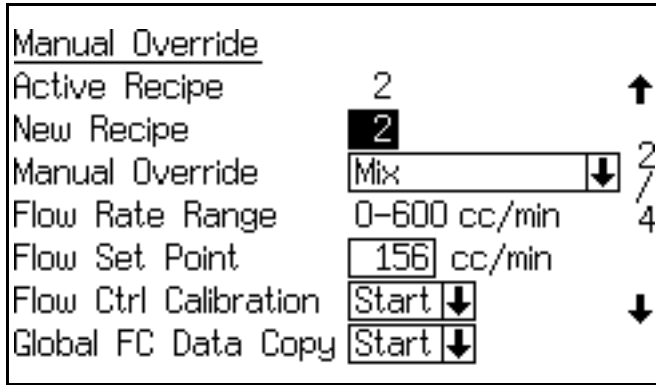 Manual Override
Active Recipe 2
New Recipe 2
Manual Override Mix
Flow Rate Range 0-600 cc/min
Flow Set Point 156 cc/min
Flow Ctrl Calibration Start
Global FC Data Copy Start
2/4